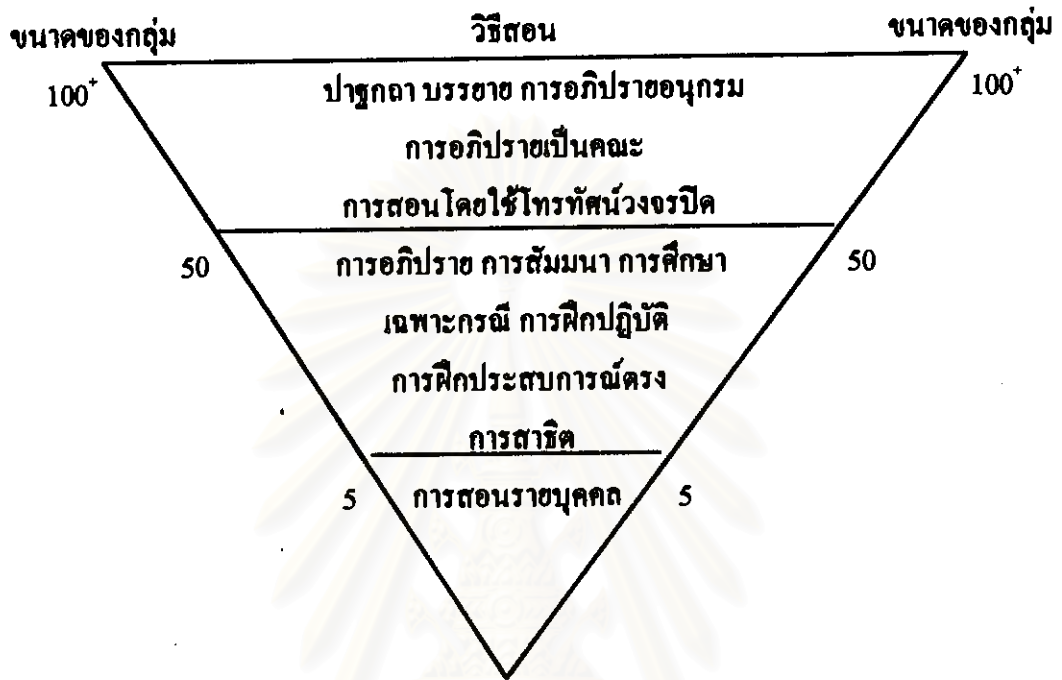 ขนาดของกลุ่ม วิธีสอน ขนาดของกลุ่ม
100+ ปาฐกถา บรรยาย การอภิปรายอนุกรม 100+
การอภิปรายเป็นคณะ
การสอนโดยใช้โทรทัศน์วงจรปิด
50 การอภิปราย การสัมมนา การศึกษา 50
เฉพาะกรณี การฝึกปฏิบัติ
การฝึกประสบการณ์ตรง
การสาธิต
5 การสอนรายบุคคล 5